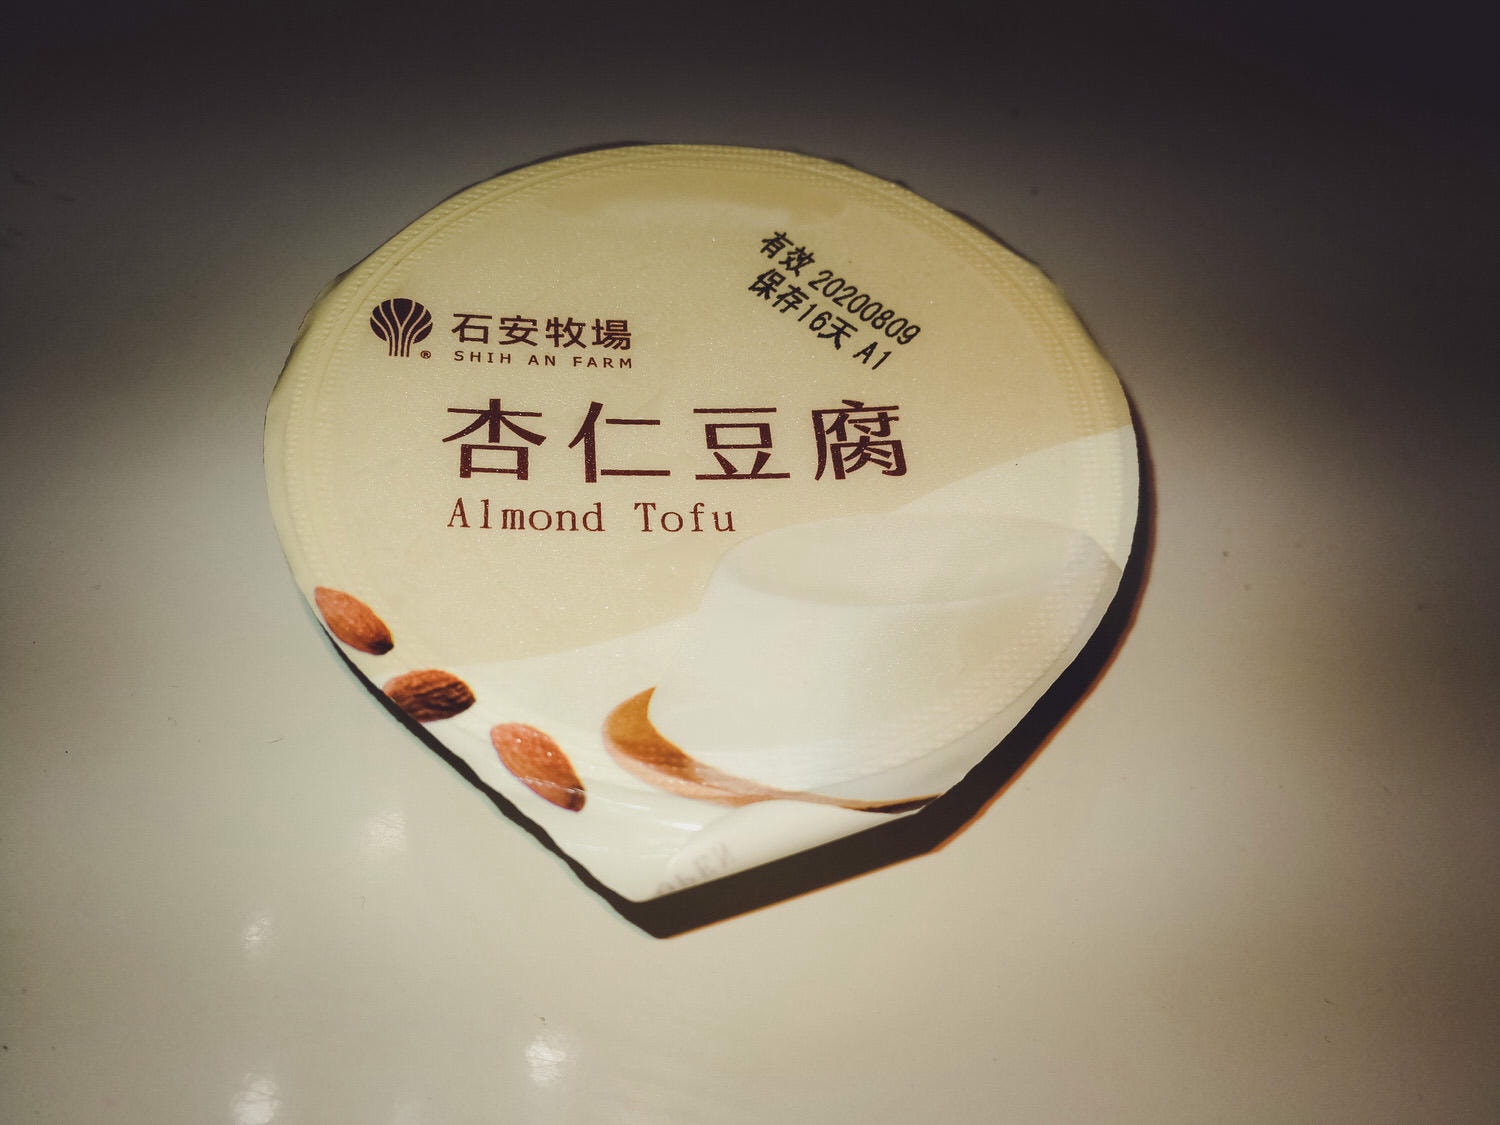 有效 20200809
保存16天 A1
石安牧場
SHIH AN FARM
杏仁豆腐
Almond Tofu
OPEN